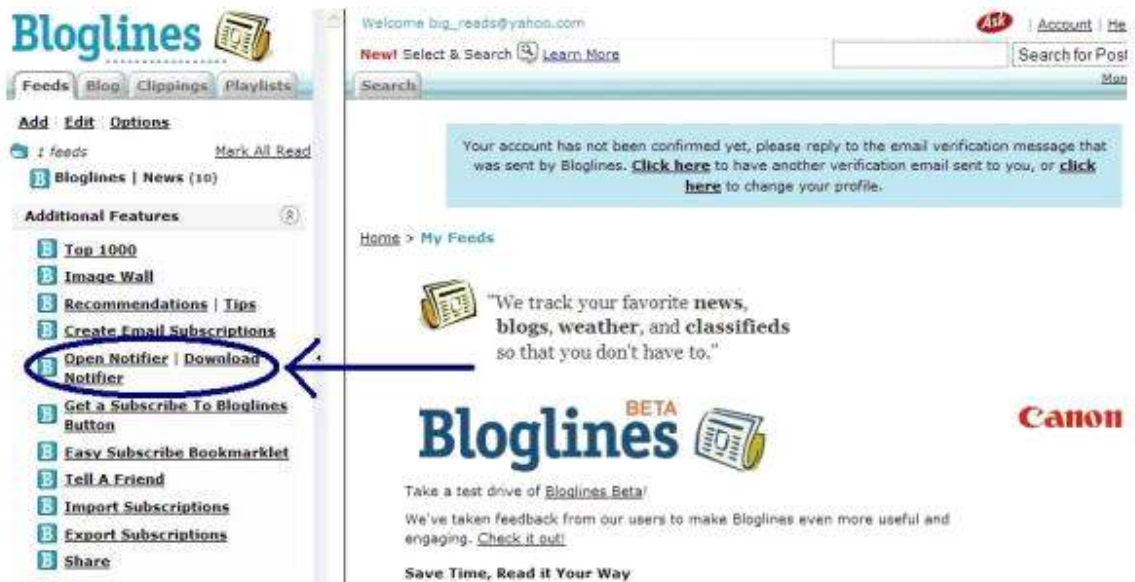 Bloglines
Feeds Blog Clippings Playlists
Add Edit Options
1 feeds Mark All Read
Bloglines | News (10)
Additional Features
Top 1000
Image Wall
Recommendations | Tips
Create Email Subscriptions
Open Notifier | Download
Notifier
Get a Subscribe To Bloglines
Button
Easy Subscribe Bookmarklet
Tell A Friend
Import Subscriptions
Export Subscriptions
Share
Welcome big_reads@yahoo.com
Ask | Account | He
New! Select & Search Learn More
Search for Post
Search
Your account has not been confirmed yet, please reply to the email verification message that
was sent by Bloglines. Click here to have another verification email sent to you, or click
here to change your profile.
Home > My Feeds
"We track your favorite news,
blogs, weather, and classifieds
so that you don't have to."
Bloglines BETA
Canon
Take a test drive of Bloglines Beta!
We've taken feedback from our users to make Bloglines even more useful and
engaging. Check it out!
Save Time, Read it Your Way